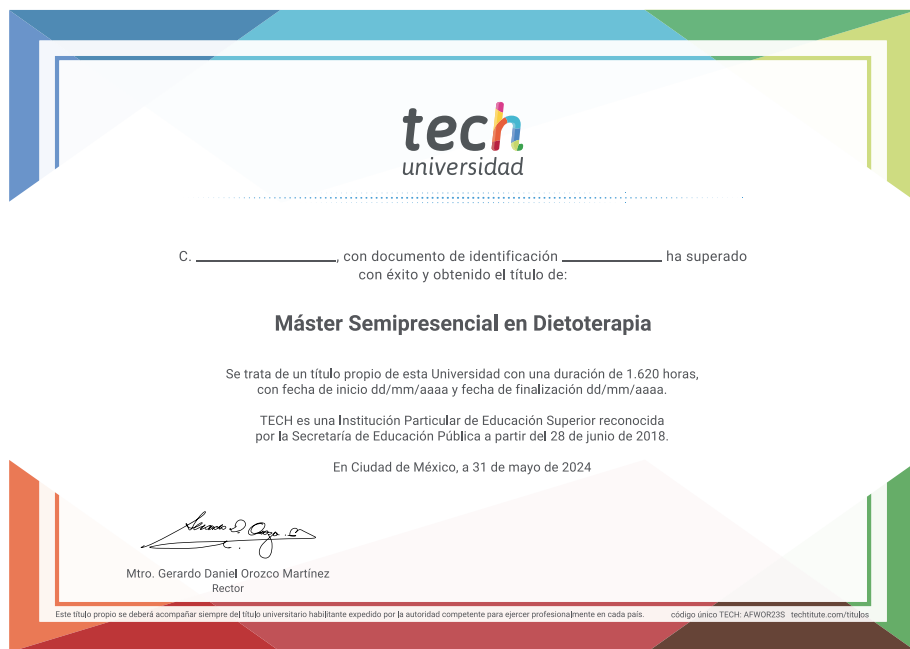 tech
universidad
C. ____________________, con documento de identificación ______________ ha superado
con éxito y obtenido el título de:
Máster Semipresencial en Dietoterapia
Se trata de un título propio de esta Universidad con una duración de 1.620 horas,
con fecha de inicio dd/mm/aaaa y fecha de finalización dd/mm/aaaa.
TECH es una Institución Particular de Educación Superior reconocida
por la Secretaría de Educación Pública a partir del 28 de junio de 2018.
En Ciudad de México, a 31 de mayo de 2024
Mtro. Gerardo Daniel Orozco Martínez
Rector
Este título propio se deberá acompañar siempre del título universitario habilitante expedido por la autoridad competente para ejercer profesionalmente en cada país. código único TECH: AFWOR23S techtitute.com/titulos